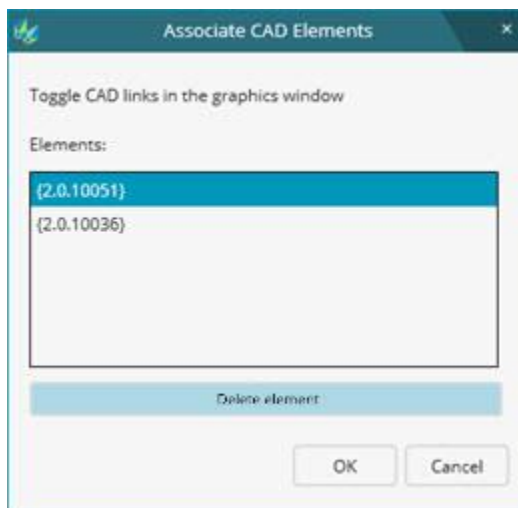 Associate CAD Elements
Toggle CAD links in the graphics window
Elements:
{2.0.10051}
{2.0.10036}
Delete element
OK Cancel